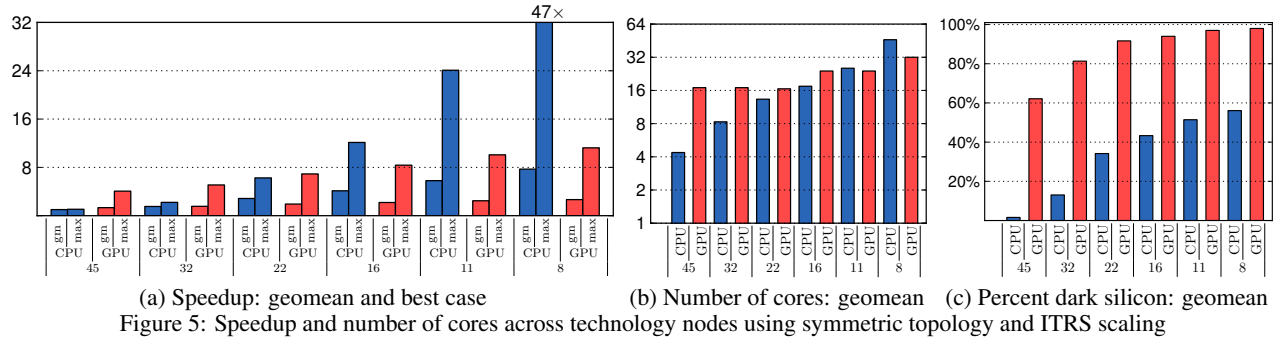 47×
32
24
16
8
gm max gm max gm max gm max gm max gm max gm max gm max gm max gm max gm max gm max
CPU GPU CPU GPU CPU GPU CPU GPU CPU GPU CPU GPU
45 32 22 16 11 8
(a) Speedup: geomean and best case
64
32
16
8
4
2
1
CPU GPU CPU GPU CPU GPU CPU GPU CPU GPU CPU GPU
45 32 22 16 11 8
(b) Number of cores: geomean
100%
80%
60%
40%
20%
CPU GPU CPU GPU CPU GPU CPU GPU CPU GPU CPU GPU
45 32 22 16 11 8
(c) Percent dark silicon: geomean
Figure 5: Speedup and number of cores across technology nodes using symmetric topology and ITRS scaling